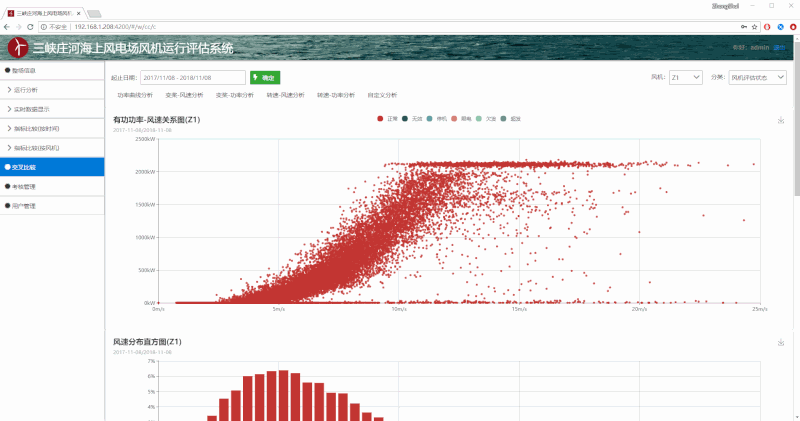 三峡庄河海上风电场风机...
不安全 | 192.168.1.208:4200/#/w/cc/c
三峡庄河海上风电场风机运行评估系统
admin
整场信息
运行分析
实时数据显示
指标比较(按时间)
指标比较(按风机)
交叉比较
考核管理
用户管理
起止日期: 2017/11/08 - 2018/11/08 确定 风机: Z1 分类: 风机评估状态
功率曲线分析 变桨-风速分析 变桨-功率分析 转速-风速分析 转速-功率分析 自定义分析
有功功率-风速关系图(Z1)
2017-11-08/2018-11-08
正常 无效 停机 限电 欠发 超发
2500kW
2000kW
1500kW
1000kW
500kW
0kW
0m/s 5m/s 10m/s 15m/s 20m/s 25m/s
风速分布直方图(Z1)
2017-11-08/2018-11-08
7%
6%
5%
4%